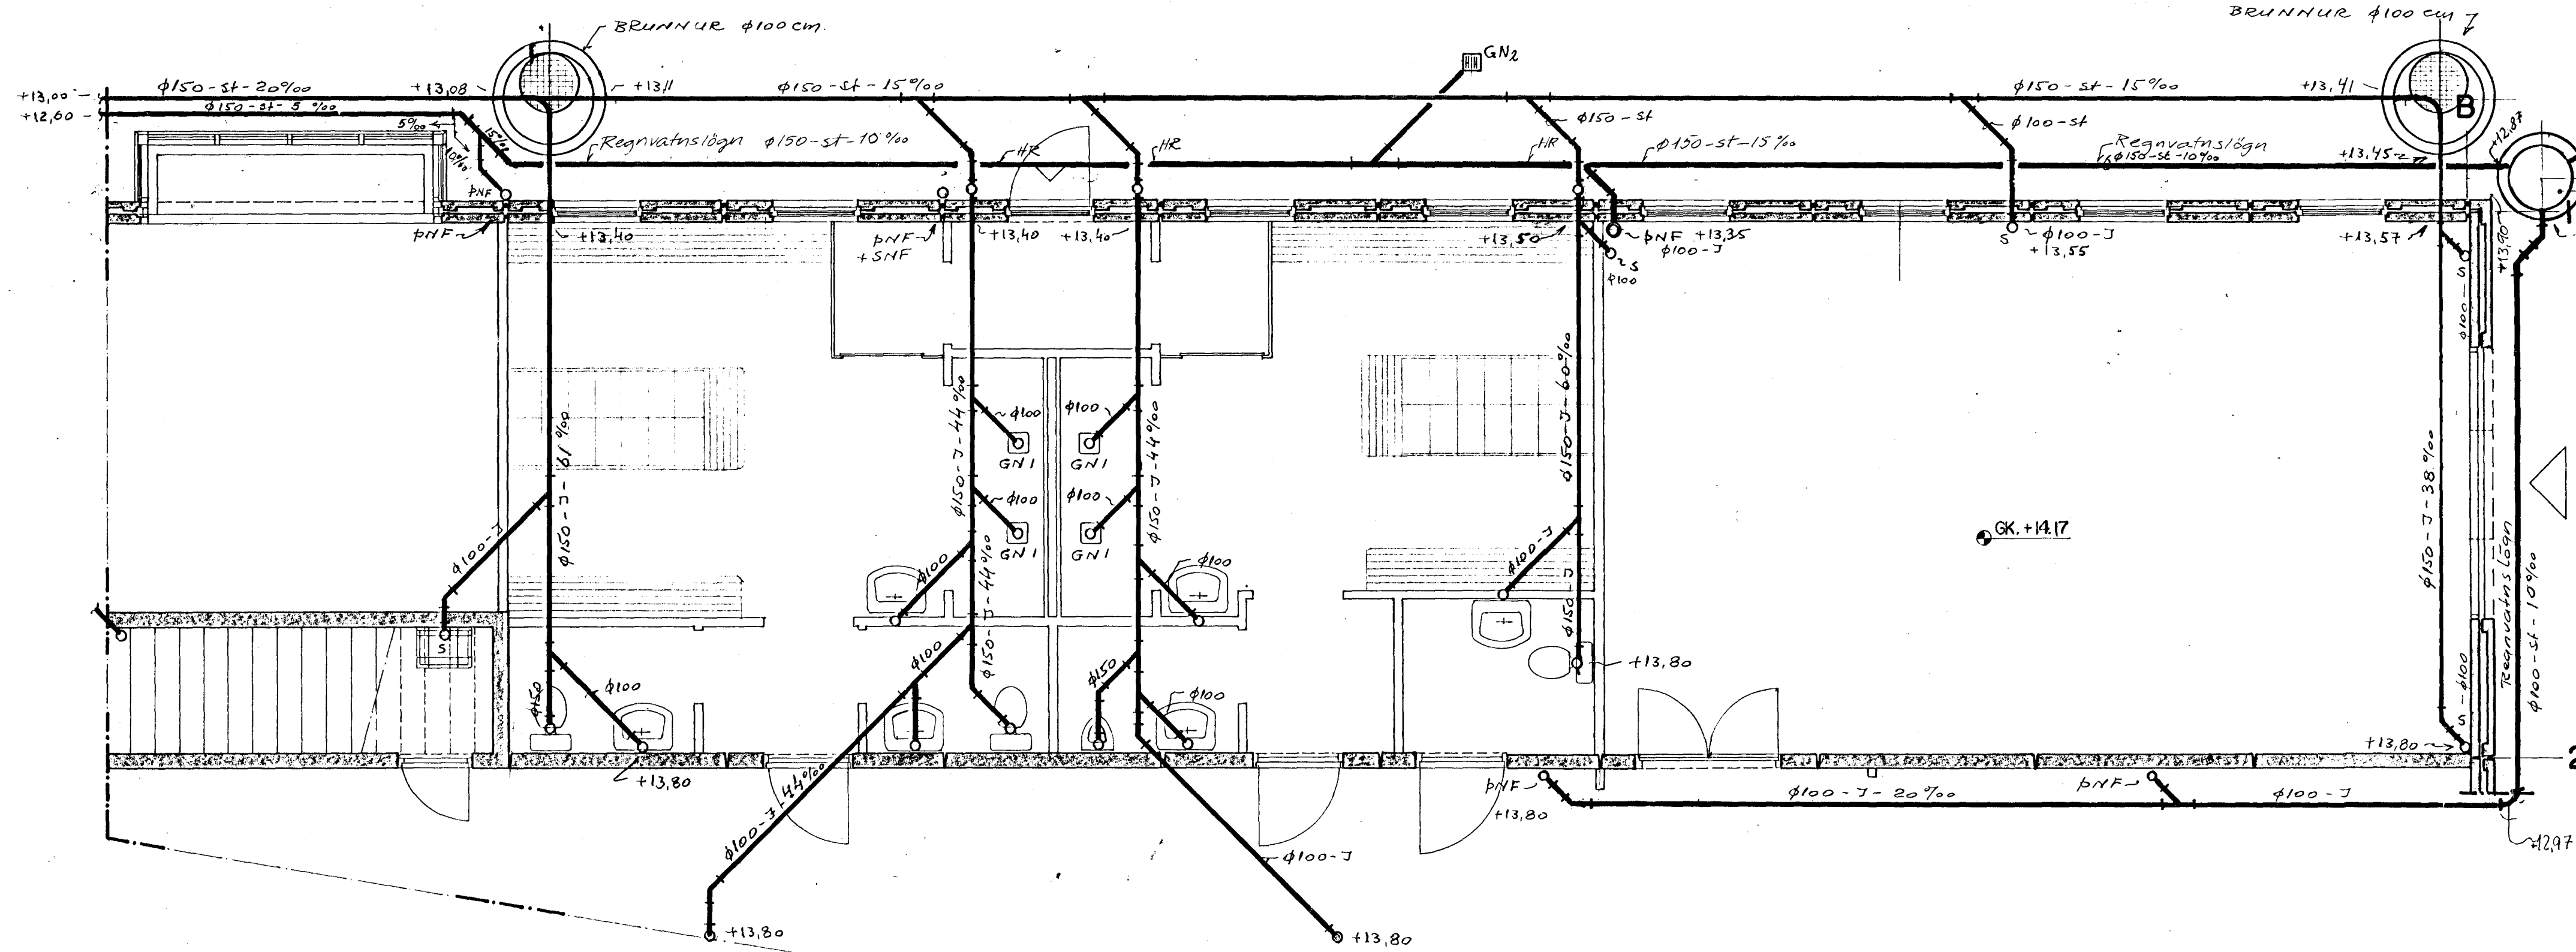 BRUNNUR φ100 cm.
BRUNNUR φ100 cm
GN2
+13,00
φ150-st-20‰
+13,08
+13,11
φ150-st-15‰
φ150-st-15‰
+13,41
B
+12,60
φ150-st-5‰
5‰
15‰
10‰
Regnvatnslögn φ150-st-10‰
HR
HR
HR
φ150-st
φ150-st-15‰
φ100-st
Regnvatnslögn
φ150-st-10‰
+13,45
+12,87
ÞNF
ÞNF
+13,40
ÞNF
+SNF
+13,40
+13,40
+13,50
ÞNF +13,35
φ100-J
S
φ100
S
φ100-J
+13,55
+13,57
S
φ100-S
+13,90
φ150-J-61‰
φ150-J-44‰
φ100
φ100
GN1
GN1
φ150-J-44‰
φ150-J-60‰
φ100
φ100
GN1
GN1
φ100-J
φ150-J-44‰
φ100
φ100
φ100-J
φ150-J
GK.+14.17
φ150-J-38‰
Regnvatnslögn
φ100-st-10‰
S
φ150
φ100
φ100
φ150
φ100
+13,80
S-φ100
+13,80
+13,80
φ100-J-44‰
φ100-J
ÞNF
+13,80
φ100-J-20‰
ÞNF
φ100-J
2
+12,97
+13,80
+13,80